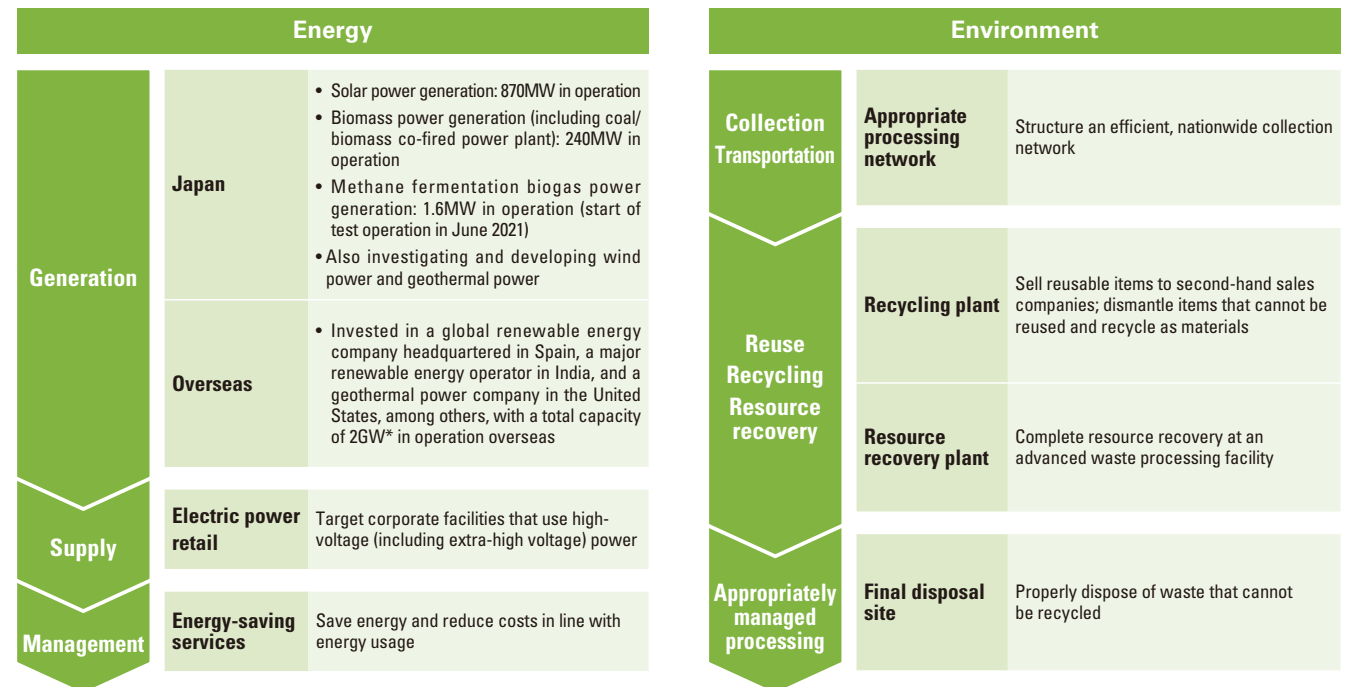 Energy
Generation
Japan
• Solar power generation: 870MW in operation
• Biomass power generation (including coal/
biomass co-fired power plant): 240MW in
operation
• Methane fermentation biogas power
generation: 1.6MW in operation (start of
test operation in June 2021)
• Also investigating and developing wind
power and geothermal power
Overseas
• Invested in a global renewable energy
company headquartered in Spain, a major
renewable energy operator in India, and a
geothermal power company in the United
States, among others, with a total capacity
of 2GW* in operation overseas
Supply
Electric power
retail
Target corporate facilities that use high-
voltage (including extra-high voltage) power
Management
Energy-saving
services
Save energy and reduce costs in line with
energy usage
Environment
Collection
Transportation
Appropriate
processing
network
Structure an efficient, nationwide collection
network
Reuse
Recycling
Resource
recovery
Recycling plant
Sell reusable items to second-hand sales
companies; dismantle items that cannot be
reused and recycle as materials
Resource
recovery plant
Complete resource recovery at an
advanced waste processing facility
Appropriately
managed
processing
Final disposal
site
Properly dispose of waste that cannot
be recycled